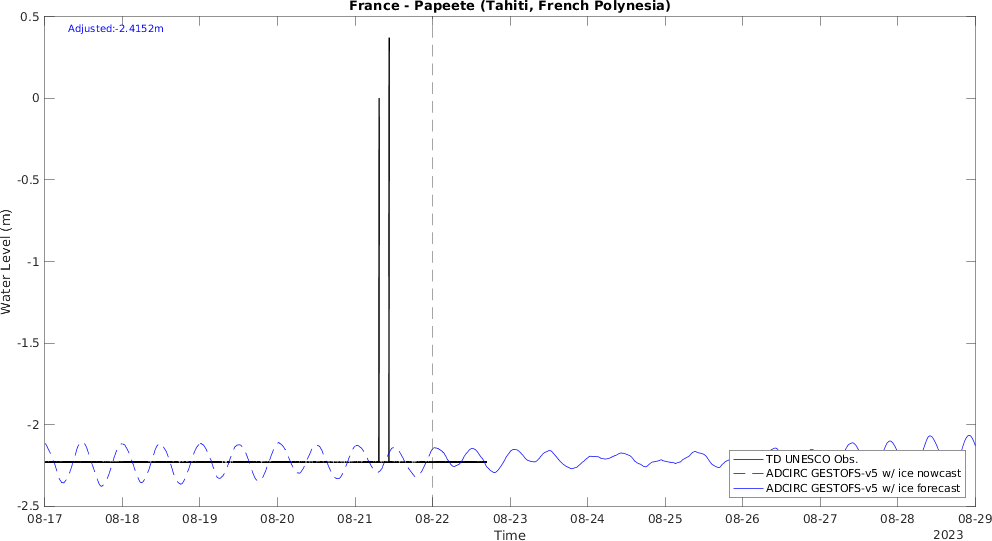 France - Papeete (Tahiti, French Polynesia)
Adjusted:-2.4152m
0.5
0
-0.5
-1
-1.5
-2
-2.5
Water Level (m)
TD UNESCO Obs.
ADCIRC GESTOFS-v5 w/ ice nowcast
ADCIRC GESTOFS-v5 w/ ice forecast
08-17 08-18 08-19 08-20 08-21 08-22 08-23 08-24 08-25 08-26 08-27 08-28 08-29
Time
2023